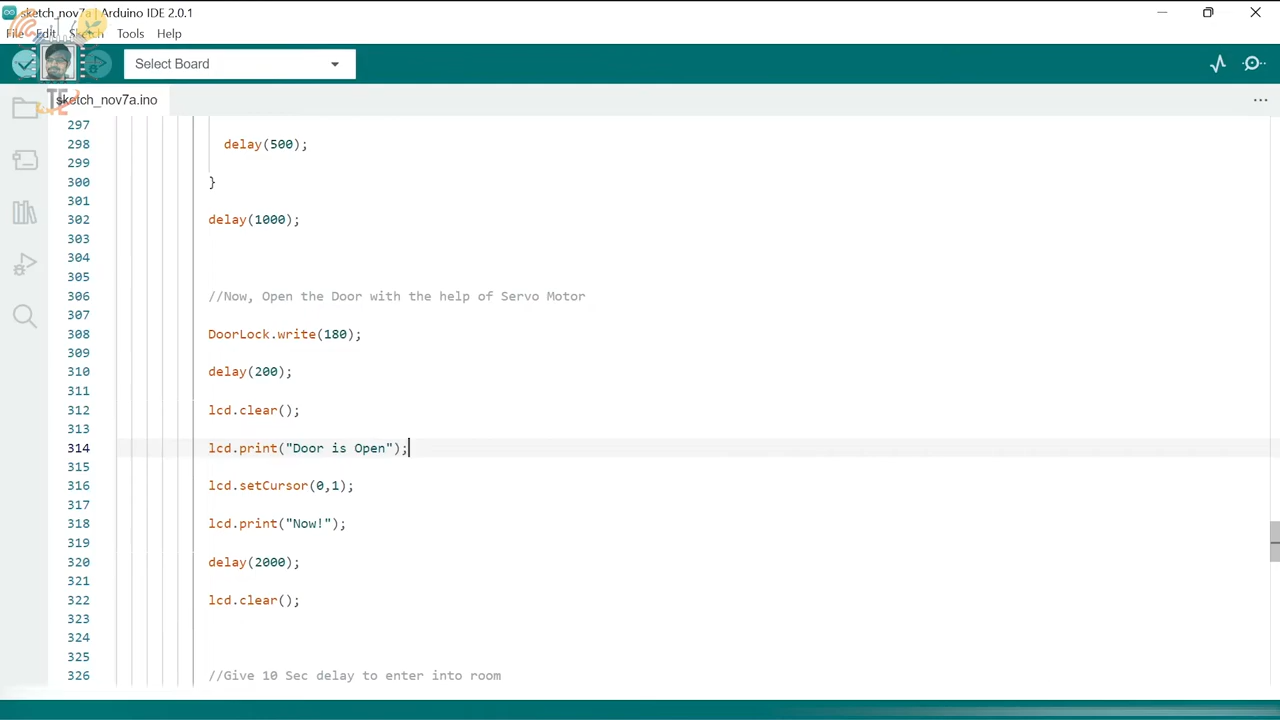 sketch_nov7a | Arduino IDE 2.0.1
File Edit Sketch Tools Help
Select Board
sketch_nov7a.ino
297
298 delay(500);
299
300 }
301
302 delay(1000);
303
304
305
306 //Now, Open the Door with the help of Servo Motor
307
308 DoorLock.write(180);
309
310 delay(200);
311
312 lcd.clear();
313
314 lcd.print("Door is Open");
315
316 lcd.setCursor(0,1);
317
318 lcd.print("Now!");
319
320 delay(2000);
321
322 lcd.clear();
323
324
325
326 //Give 10 Sec delay to enter into room